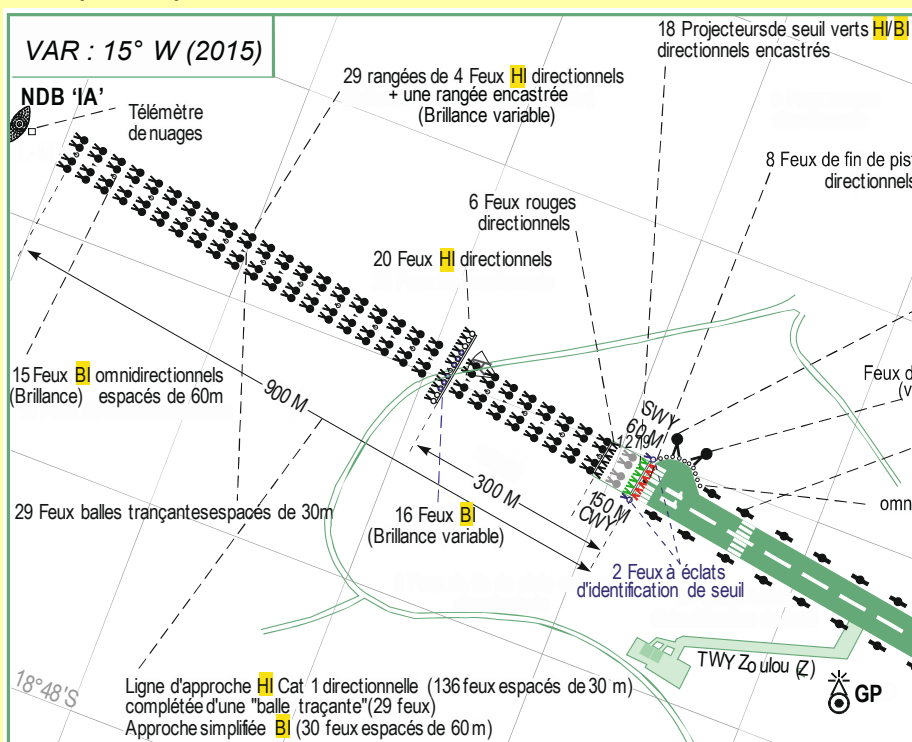 VAR : 15° W (2015)
18 Projecteursde seuil verts HI/BI
directionnels encastrés
NDB ‘IA’
Télémètre
de nuages
29 rangées de 4 Feux HI directionnels
+ une rangée encastrée
(Brillance variable)
8 Feux de fin de pist
directionnels
6 Feux rouges
directionnels
20 Feux HI directionnels
15 Feux BI omnidirectionnels
(Brillance) espacés de 60m
900 M
Feux d
(v
SWY
60 M
300 M
150 M
CWY
omn
29 Feux balles trançantesespacés de 30m
16 Feux BI
(Brillance variable)
2 Feux à éclats
d'identification de seuil
TWY Zoulou (Z)
GP
18°48'S
Ligne d'approche HI Cat 1 directionnelle (136 feux espacés de 30 m)
complétée d'une "balle traçante" (29 feux)
Approche simplifiée BI (30 feux espacés de 60 m)